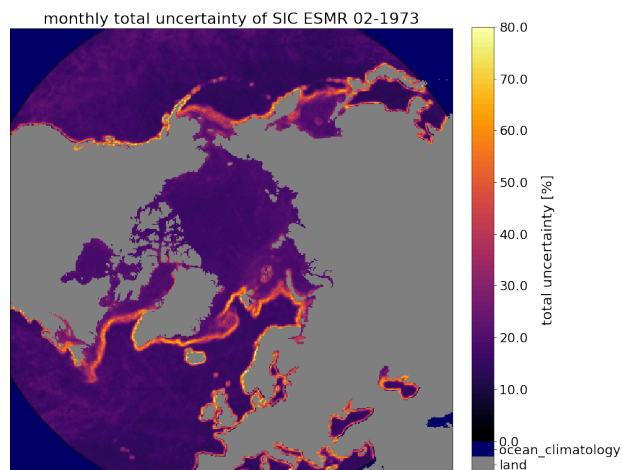 monthly total uncertainty of SIC ESMR 02-1973
80.0
70.0
60.0
50.0
40.0
30.0
20.0
10.0
0.0
ocean_climatology
land
total uncertainty [%]